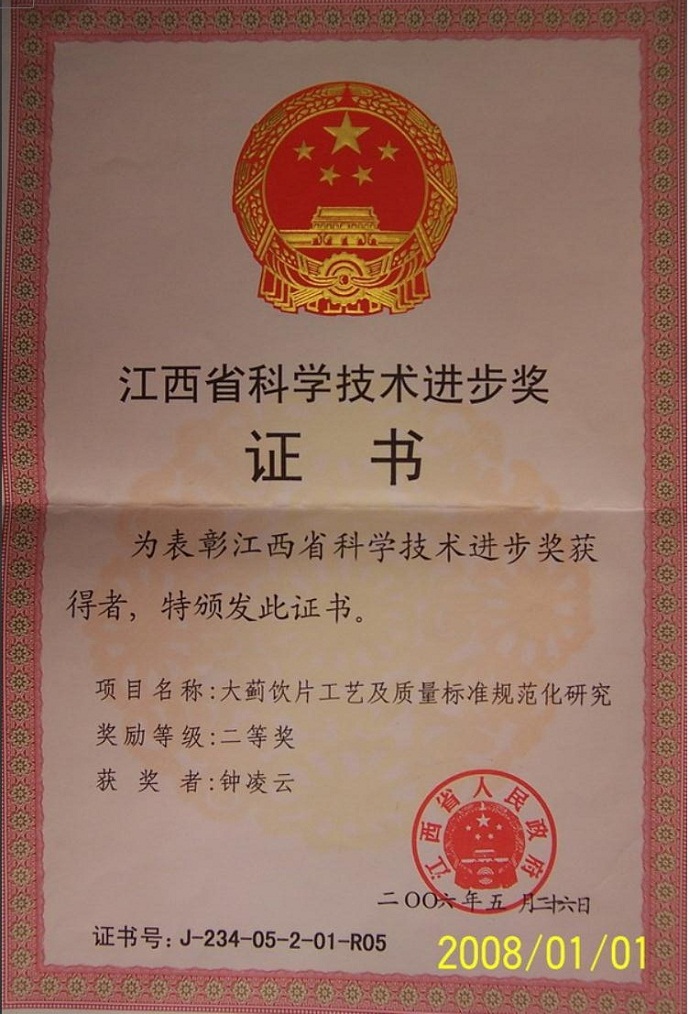 江西省科学技术进步奖
证 书
为表彰江西省科学技术进步奖获
得者，特颁发此证书。
项目名称:大蓟饮片工艺及质量标准规范化研究
奖励等级:二等奖
获 奖 者:钟凌云
江西省人民政府
二〇〇六年五月二十六日
证书号：J-234-05-2-01-R05
2008/01/01